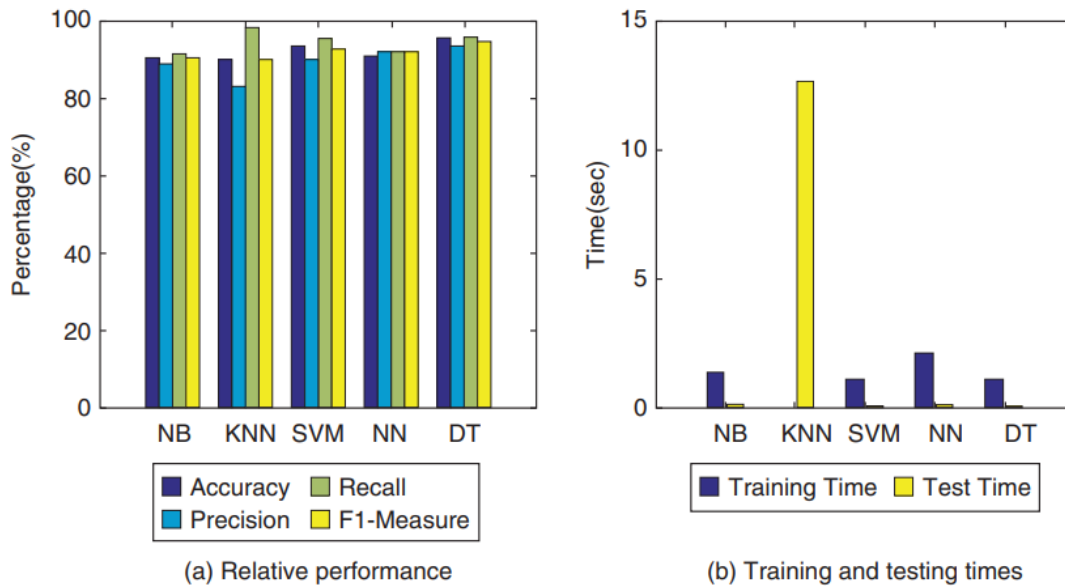 Percentage(%)
100
80
60
40
20
0
NB KNN SVM NN DT
Accuracy Recall
Precision F1-Measure
(a) Relative performance
Time(sec)
15
10
5
0
NB KNN SVM NN DT
Training Time Test Time
(b) Training and testing times